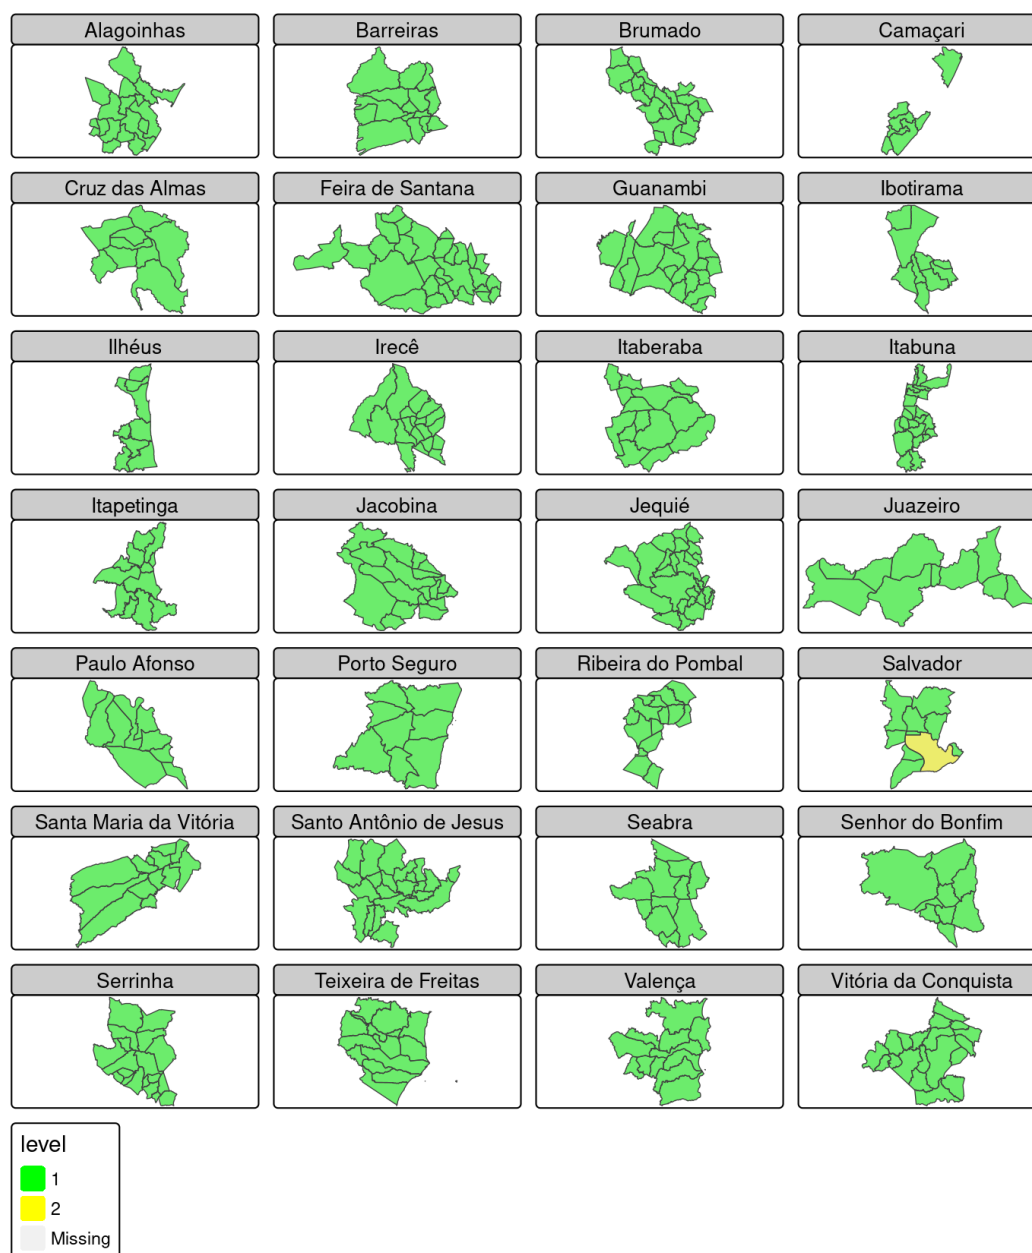 Alagoinhas
Barreiras
Brumado
Camaçari
Cruz das Almas
Feira de Santana
Guanambi
Ibotirama
Ilhéus
Irecê
Itaberaba
Itabuna
Itapetinga
Jacobina
Jequié
Juazeiro
Paulo Afonso
Porto Seguro
Ribeira do Pombal
Salvador
Santa Maria da Vitória
Santo Antônio de Jesus
Seabra
Senhor do Bonfim
Serrinha
Teixeira de Freitas
Valença
Vitória da Conquista
level
1
2
Missing